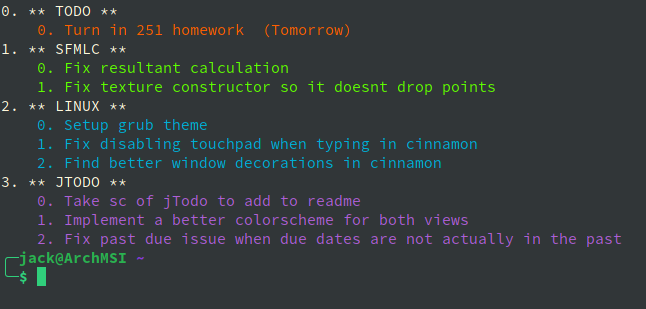 0. ** TODO **
0. Turn in 251 homework  (Tomorrow)
1. ** SFMLC **
0. Fix resultant calculation
1. Fix texture constructor so it doesnt drop points
2. ** LINUX **
0. Setup grub theme
1. Fix disabling touchpad when typing in cinnamon
2. Find better window decorations in cinnamon
3. ** JTODO **
0. Take sc of jTodo to add to readme
1. Implement a better colorscheme for both views
2. Fix past due issue when due dates are not actually in the past
jack@ArchMSI ~
$